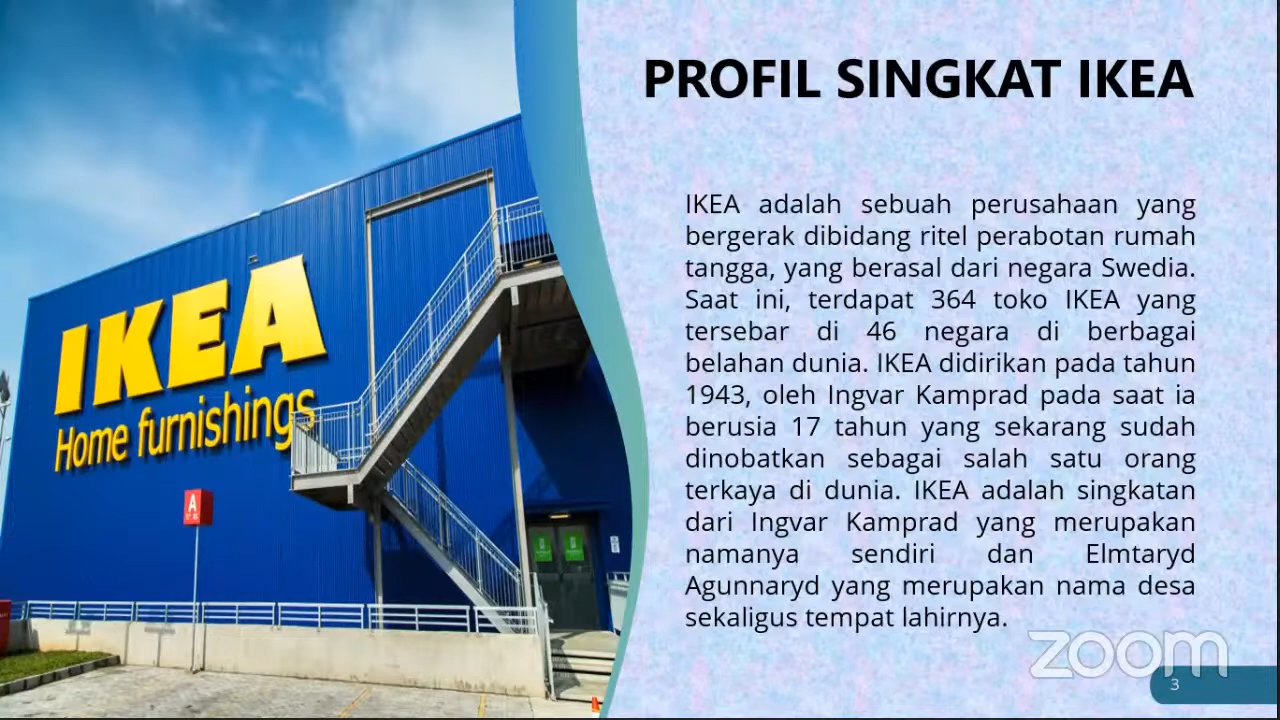 IKEA
Home furnishings
A
PROFIL SINGKAT IKEA
IKEA adalah sebuah perusahaan yang
bergerak dibidang ritel perabotan rumah
tangga, yang berasal dari negara Swedia.
Saat ini, terdapat 364 toko IKEA yang
tersebar di 46 negara di berbagai
belahan dunia. IKEA didirikan pada tahun
1943, oleh Ingvar Kamprad pada saat ia
berusia 17 tahun yang sekarang sudah
dinobatkan sebagai salah satu orang
terkaya di dunia. IKEA adalah singkatan
dari Ingvar Kamprad yang merupakan
namanya sendiri dan Elmtaryd
Agunnaryd yang merupakan nama desa
sekaligus tempat lahirnya.
zoom
3